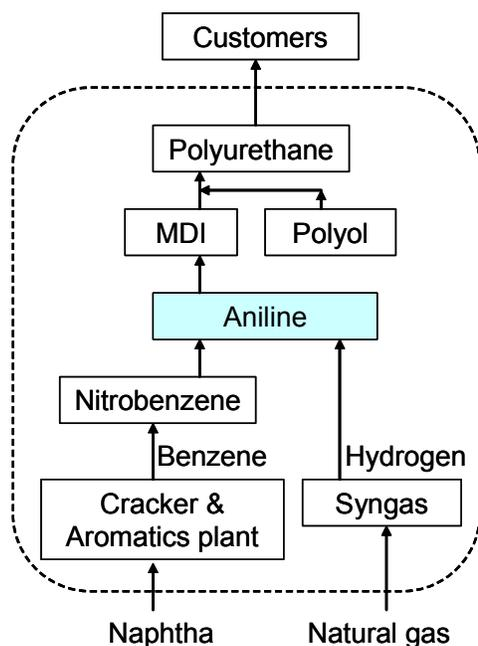 Customers
Polyurethane
MDI
Polyol
Aniline
Nitrobenzene
Benzene
Hydrogen
Cracker &
Aromatics plant
Syngas
Naphtha
Natural gas